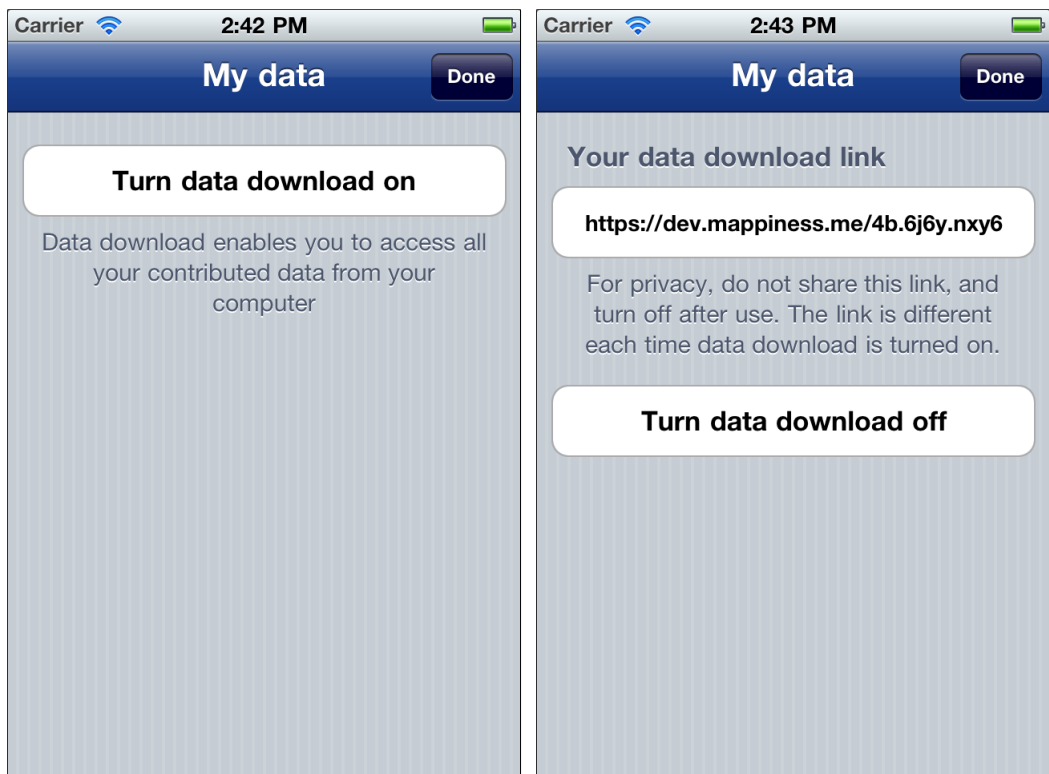 Carrier 2:42 PM
My data Done
Turn data download on
Data download enables you to access all
your contributed data from your
computer
Carrier 2:43 PM
My data Done
Your data download link
https://dev.mappiness.me/4b.6j6y.nxy6
For privacy, do not share this link, and
turn off after use. The link is different
each time data download is turned on.
Turn data download off